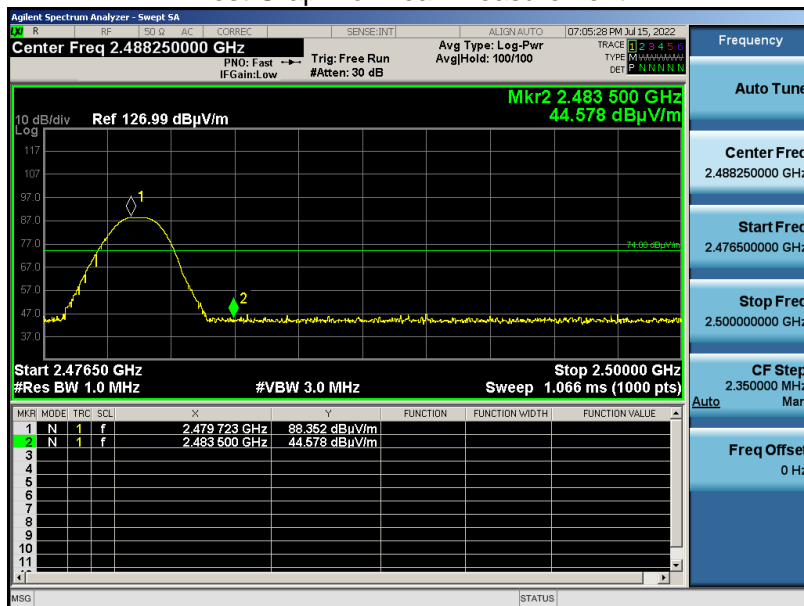 Agilent Spectrum Analyzer - Swept SA
LXI R RF 50 Ω AC CORREC SENSE:INT ALIGN AUTO 07:05:28 PM Jul 15, 2022
Center Freq 2.488250000 GHz
PNO: Fast
IFGain:Low
Trig: Free Run
#Atten: 30 dB
Avg Type: Log-Pwr
Avg|Hold: 100/100
TRACE 1 2 3 4 5 6
TYPE M
DET P N N N N N
Mkr2 2.483 500 GHz
44.578 dBµV/m
10 dB/div Ref 126.99 dBµV/m
Log
117
107
97.0
87.0
77.0
67.0
57.0
47.0
37.0
1
2
74.00 dBµV/m
Start 2.47650 GHz Stop 2.50000 GHz
#Res BW 1.0 MHz #VBW 3.0 MHz Sweep 1.066 ms (1000 pts)
MKR MODE TRC SCL X Y FUNCTION FUNCTION WIDTH FUNCTION VALUE
1 N 1 f 2.479 723 GHz 88.352 dBµV/m
2 N 1 f 2.483 500 GHz 44.578 dBµV/m
3
4
5
6
7
8
9
10
11
MSG STATUS
Frequency
Auto Tune
Center Freq
2.488250000 GHz
Start Freq
2.476500000 GHz
Stop Freq
2.500000000 GHz
CF Step
2.350000 MHz
Auto Man
Freq Offset
0 Hz